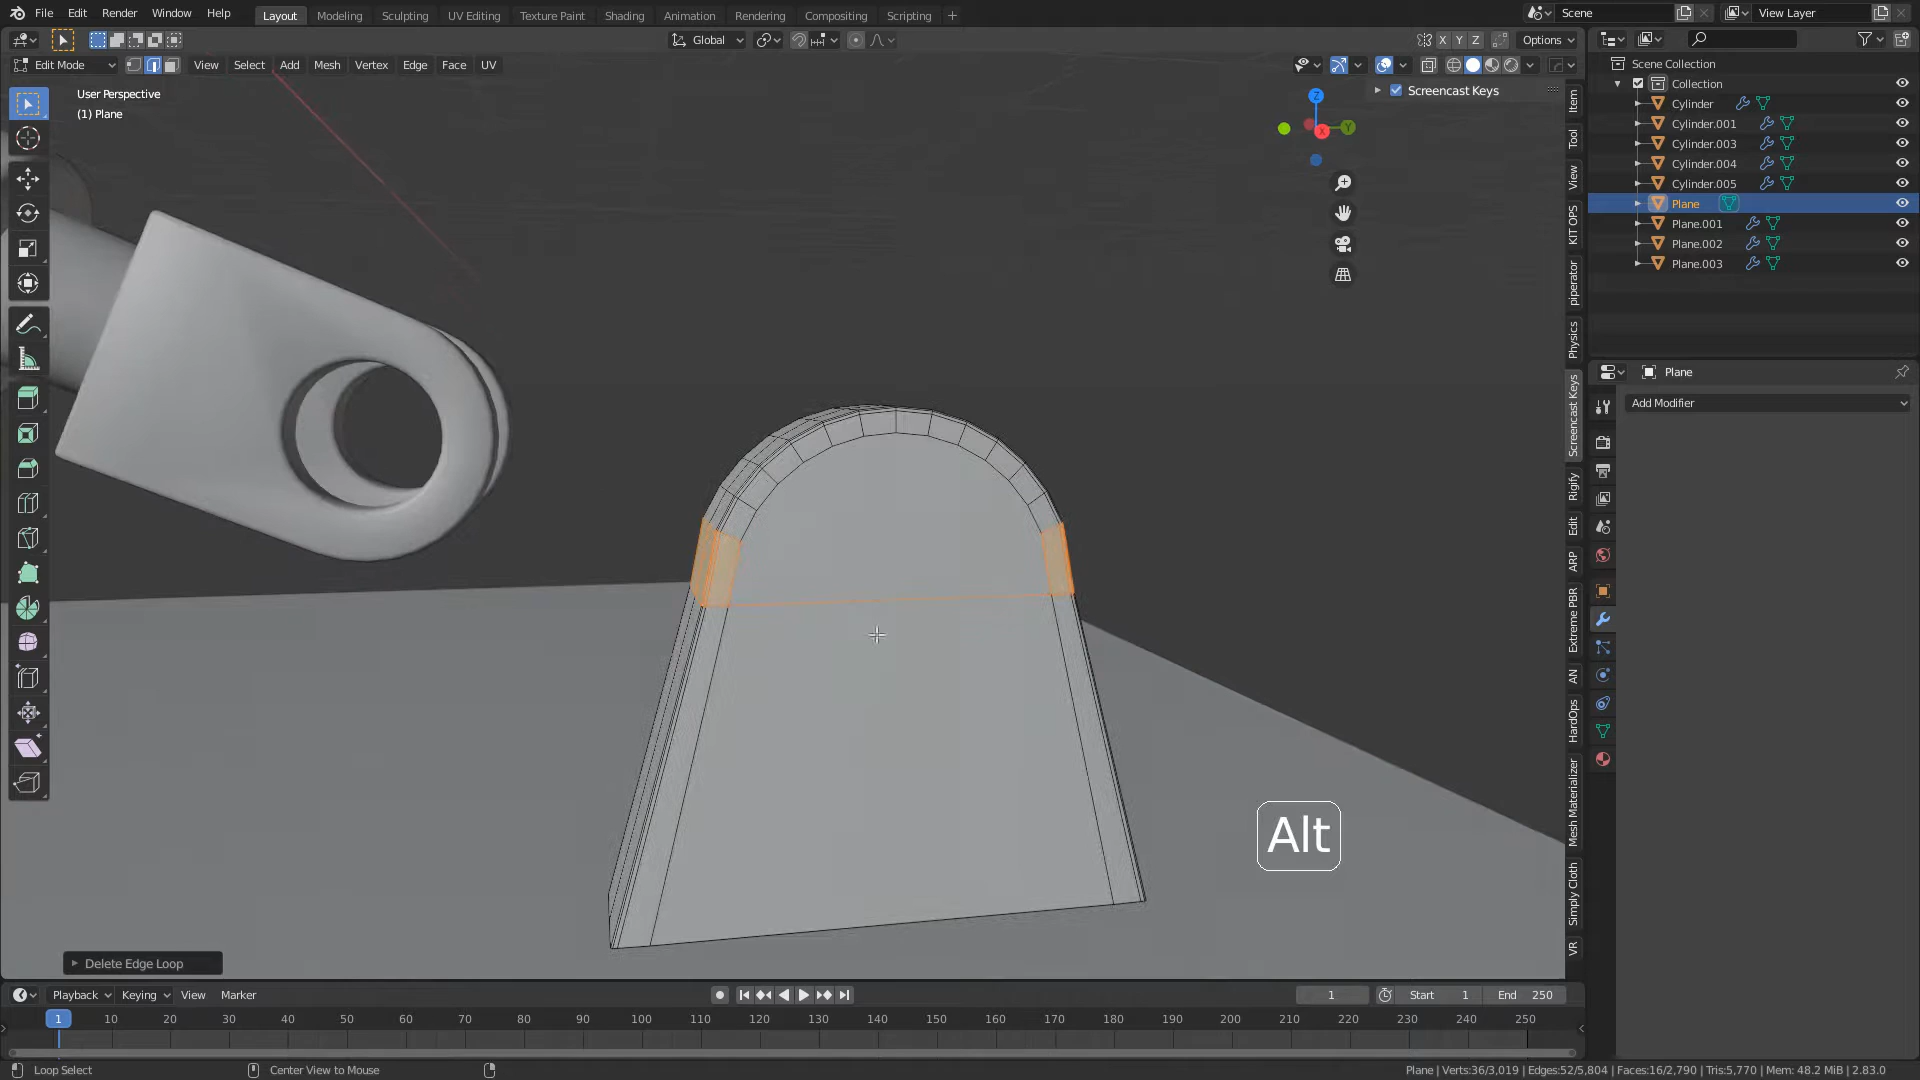 File Edit Render Window Help Layout Modeling Sculpting UV Editing Texture Paint Shading Animation Rendering Compositing Scripting + Scene View Layer
Global X Y Z Options
Edit Mode View Select Add Mesh Vertex Edge Face UV
User Perspective
(1) Plane
Screencast Keys
Z
X
Y
Item
Tool
View
KIT OPS
piperator
Physics
Screencast Keys
Rigify
Edit
ARP
Extreme PBR
AN
HardOps
Mesh Materializer
Simply Cloth
VR
Scene Collection
Collection
Cylinder
Cylinder.001
Cylinder.003
Cylinder.004
Cylinder.005
Plane
Plane.001
Plane.002
Plane.003
Plane
Add Modifier
Alt
Delete Edge Loop
Playback Keying View Marker 1 Start 1 End 250
1 10 20 30 40 50 60 70 80 90 100 110 120 130 140 150 160 170 180 190 200 210 220 230 240 250
Loop Select Center View to Mouse Plane | Verts:36/3,019 | Edges:52/5,804 | Faces:16/2,790 | Tris:5,770 | Mem: 48.2 MiB | 2.83.0